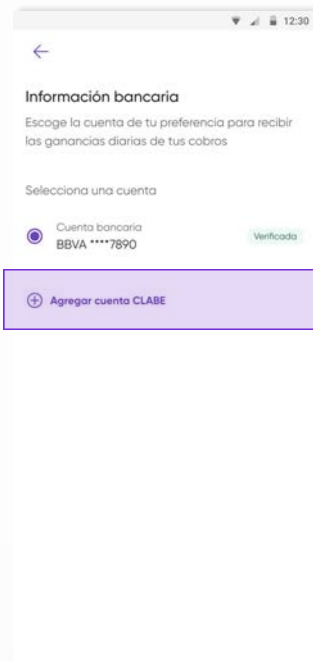 12:30
Información bancaria
Escoge la cuenta de tu preferencia para recibir
las ganancias diarias de tus cobros
Selecciona una cuenta
Cuenta bancaria
BBVA ****7890
Verificada
Agregar cuenta CLABE